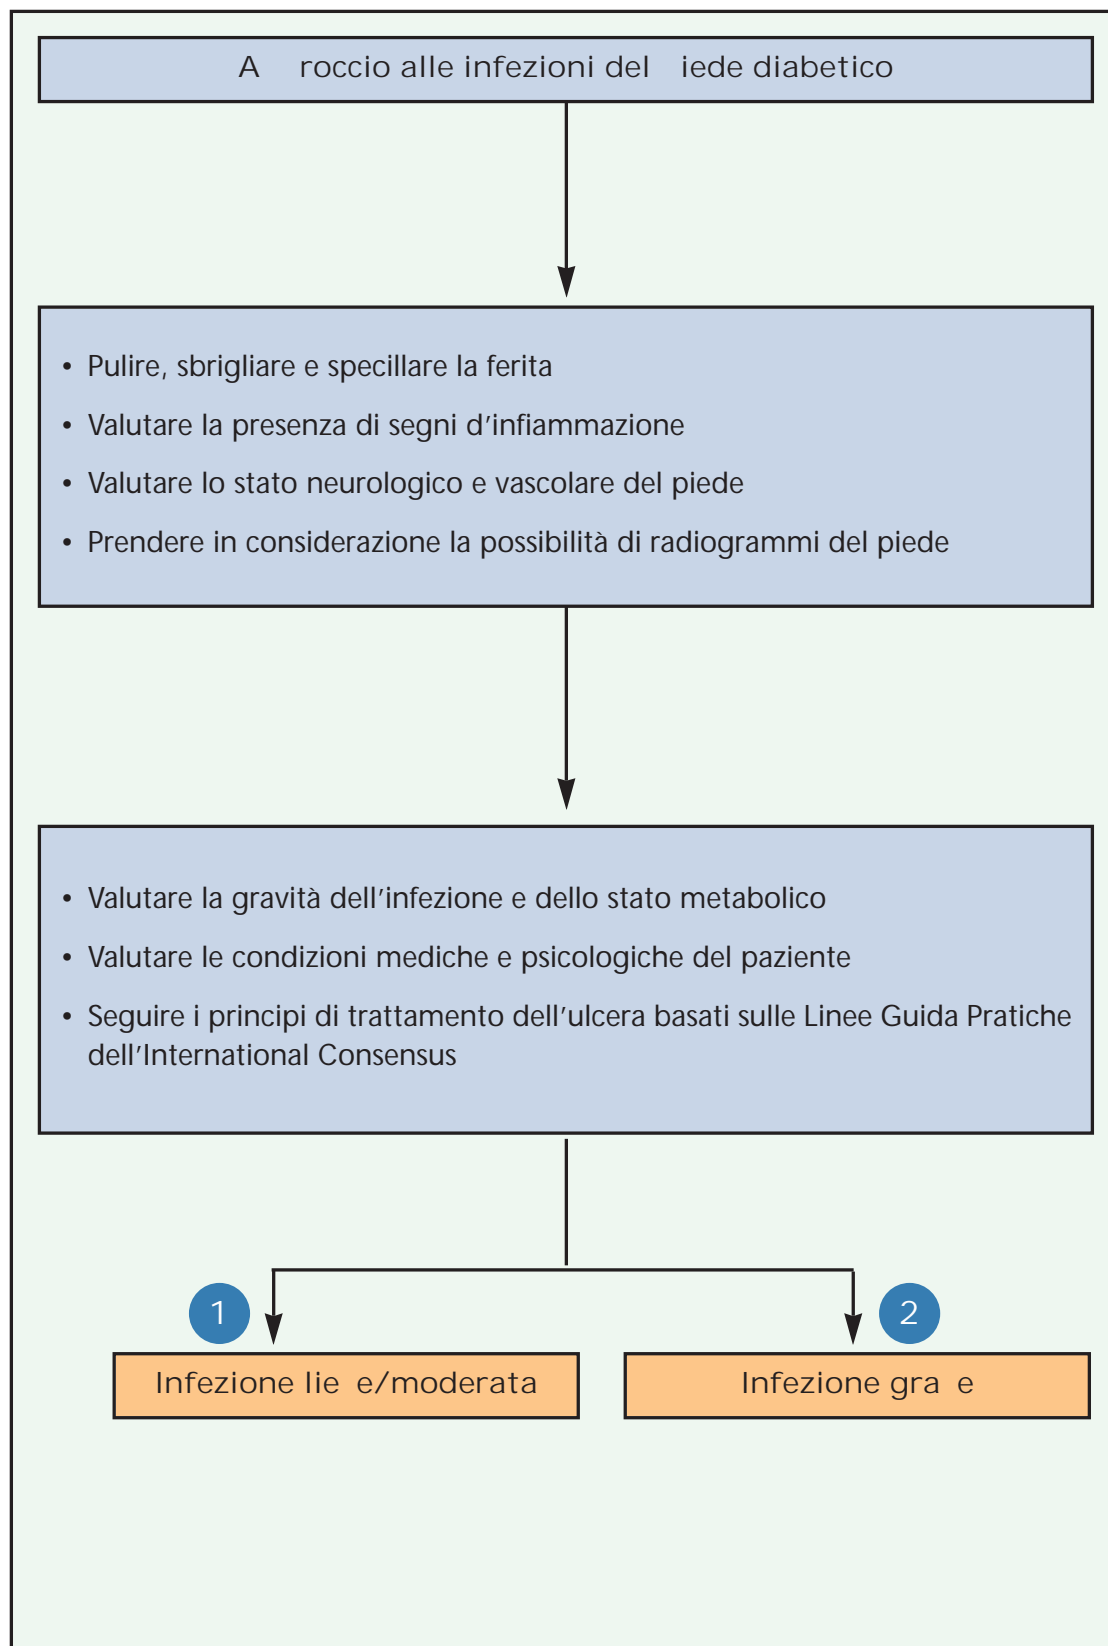 A roccio alle infezioni del iede diabetico
• Pulire, sbrigliare e specillare la ferita
• Valutare la presenza di segni d’infiammazione
• Valutare lo stato neurologico e vascolare del piede
• Prendere in considerazione la possibilità di radiogrammi del piede
• Valutare la gravità dell’infezione e dello stato metabolico
• Valutare le condizioni mediche e psicologiche del paziente
• Seguire i principi di trattamento dell’ulcera basati sulle Linee Guida Pratiche
dell’International Consensus
1
2
Infezione lie e/moderata
Infezione gra e